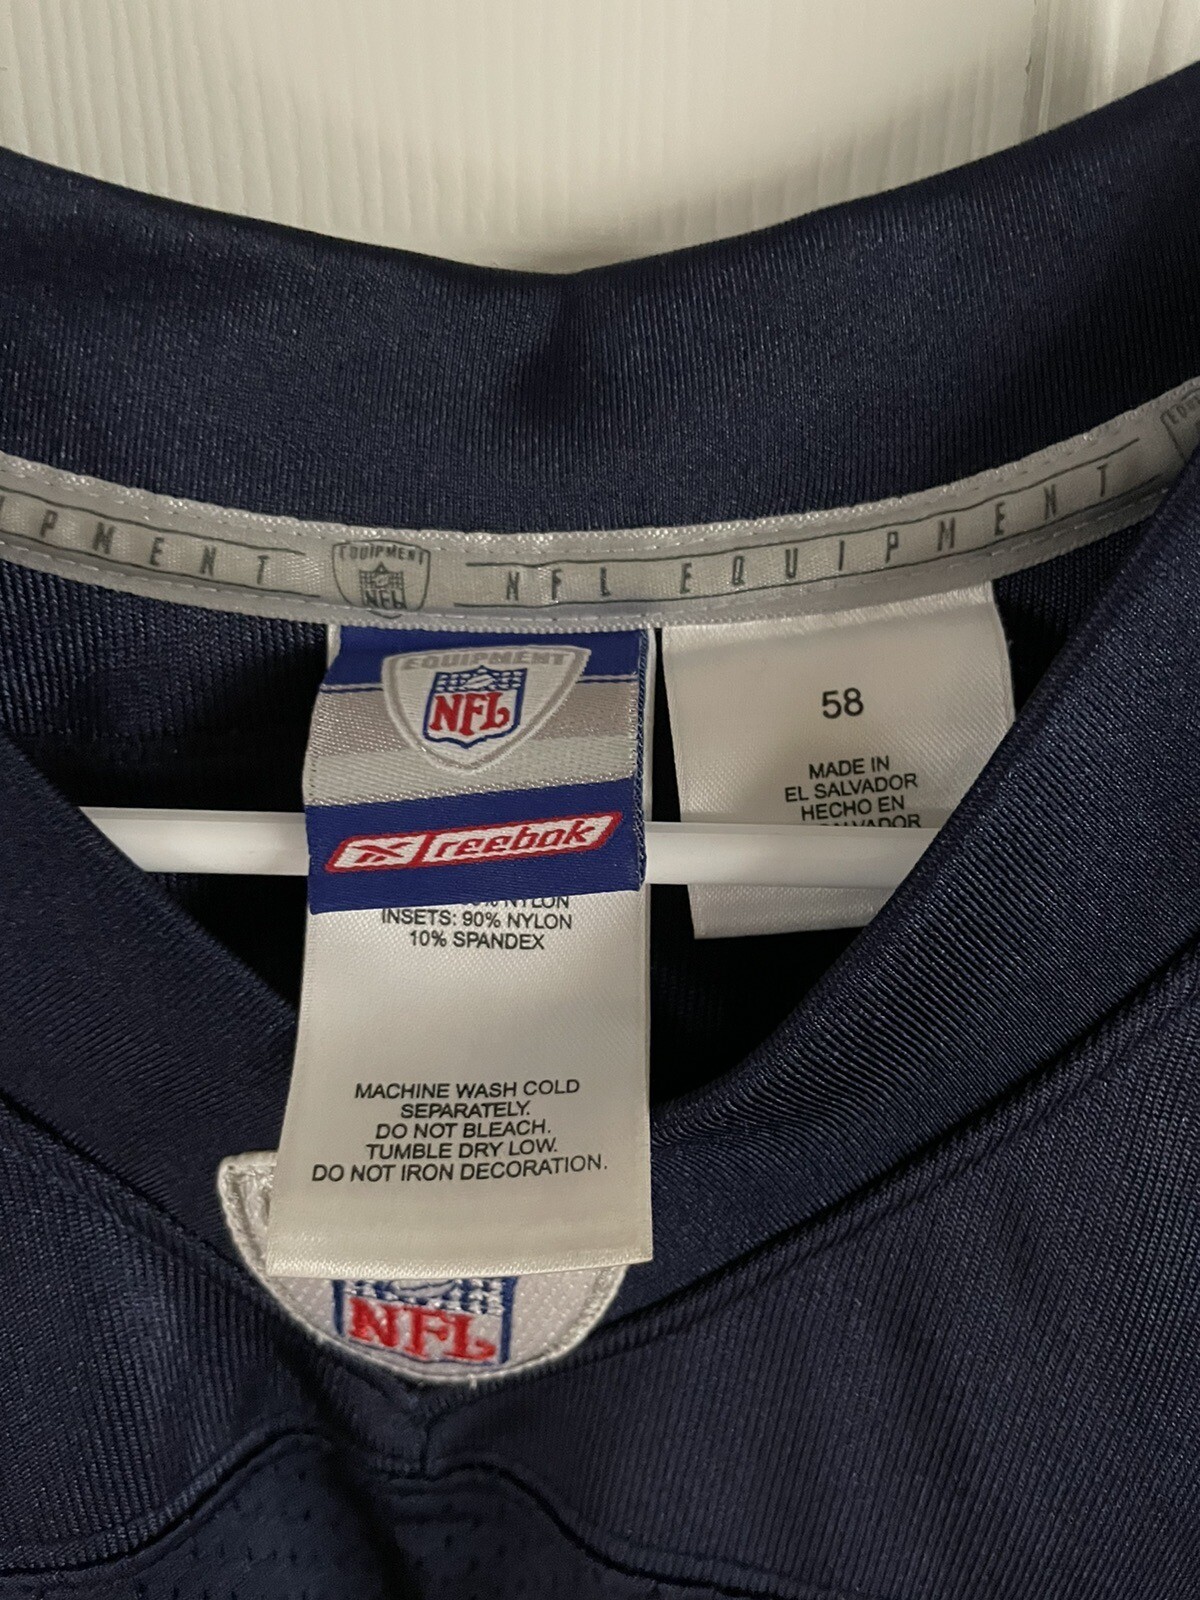 EQUIPMENT
NFL
NFL EQUIPMENT
EQUIPMENT
NFL
reebok
NYLON
INSETS: 90% NYLON
10% SPANDEX
MACHINE WASH COLD
SEPARATELY.
DO NOT BLEACH.
TUMBLE DRY LOW.
DO NOT IRON DECORATION.
58
MADE IN
EL SALVADOR
HECHO EN
NFL